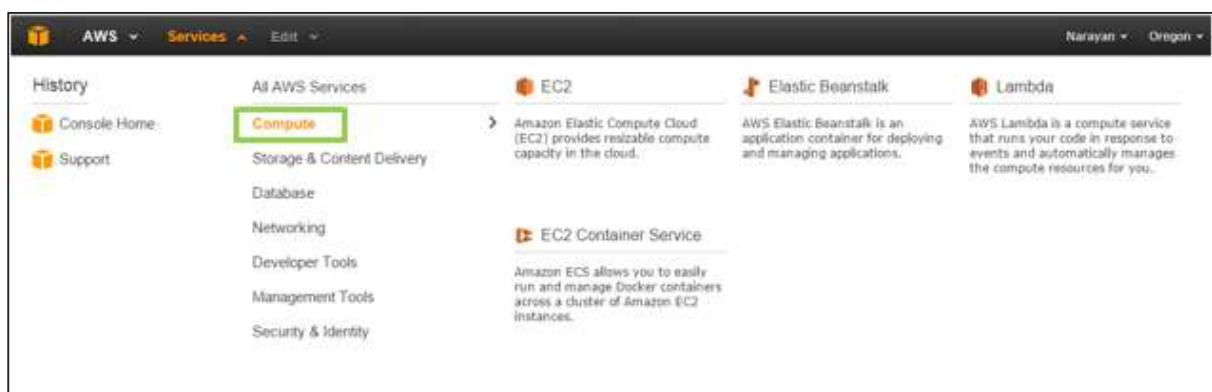 AWS Services Edit Narayan Oregon
History
Console Home
Support
All AWS Services
Compute
Storage & Content Delivery
Database
Networking
Developer Tools
Management Tools
Security & Identity
EC2
Amazon Elastic Compute Cloud
(EC2) provides resizable compute
capacity in the cloud.
Elastic Beanstalk
AWS Elastic Beanstalk is an
application container for deploying
and managing applications.
Lambda
AWS Lambda is a compute service
that runs your code in response to
events and automatically manages
the compute resources for you.
EC2 Container Service
Amazon ECS allows you to easily
run and manage Docker containers
across a cluster of Amazon EC2
instances.